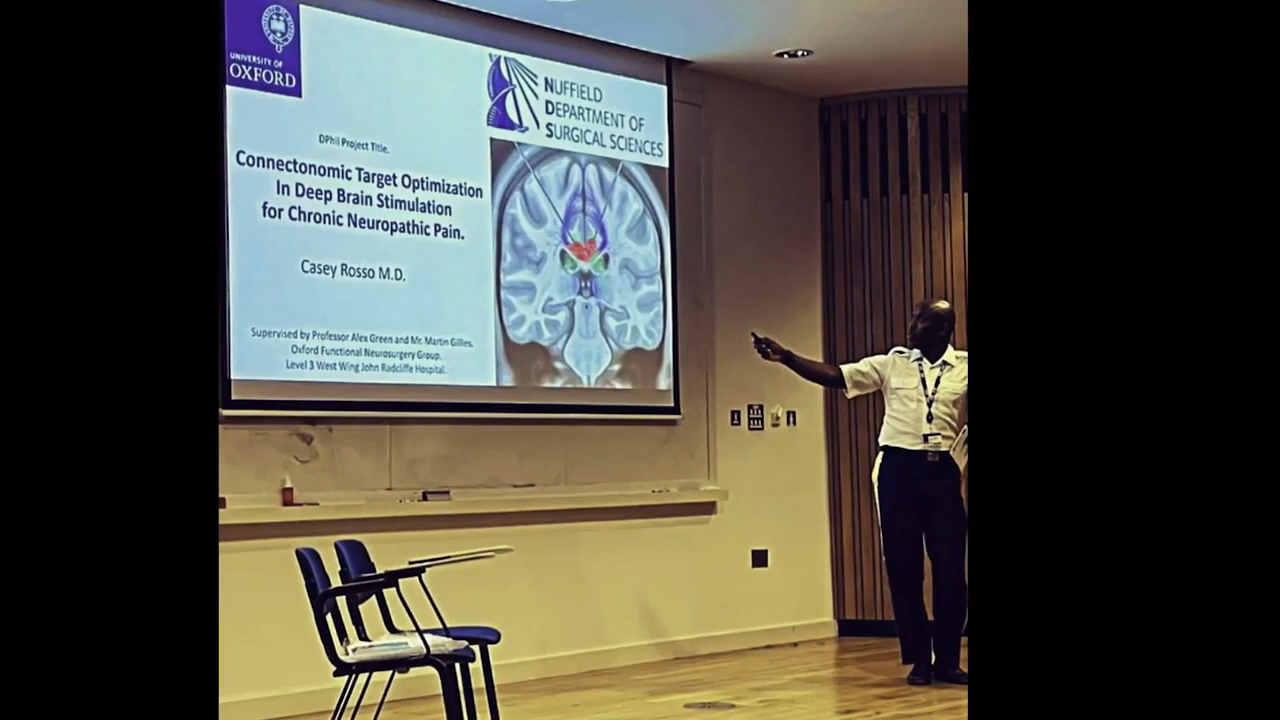 UNIVERSITY OF
OXFORD
NUFFIELD
DEPARTMENT OF
SURGICAL SCIENCES
DPhil Project Title.
Connectonomic Target Optimization
In Deep Brain Stimulation
for Chronic Neuropathic Pain.
Casey Rosso M.D.
Supervised by Professor Alex Green and Mr. Martin Gilles.
Oxford Functional Neurosurgery Group.
Level 3 West Wing John Radcliffe Hospital.